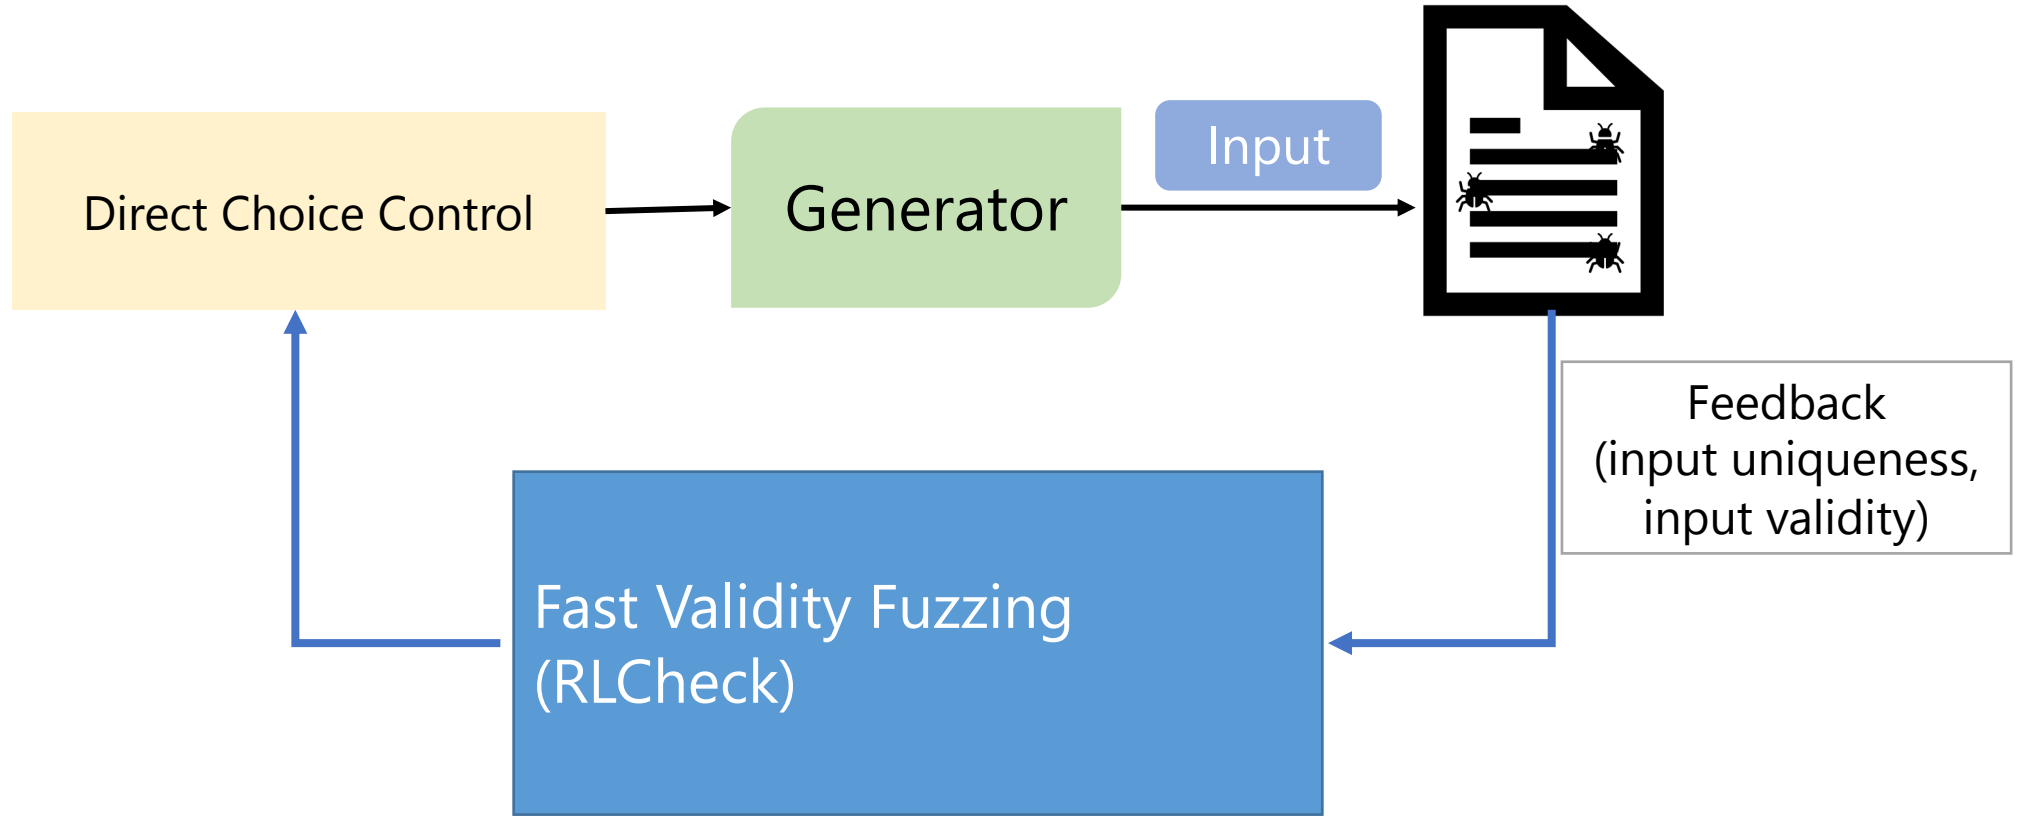 Direct Choice Control
Generator
Input
Feedback
(input uniqueness,
input validity)
Fast Validity Fuzzing
(RLCheck)